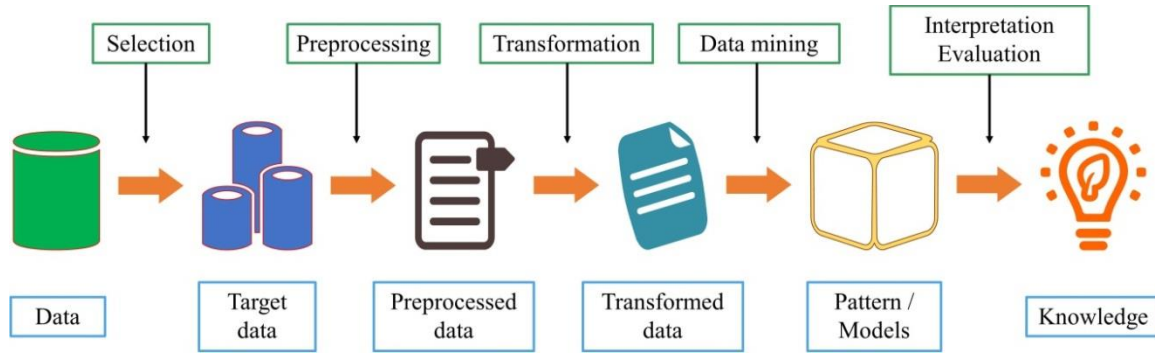 Selection
Preprocessing
Transformation
Data mining
Interpretation
Evaluation
Data
Target
data
Preprocessed
data
Transformed
data
Pattern /
Models
Knowledge